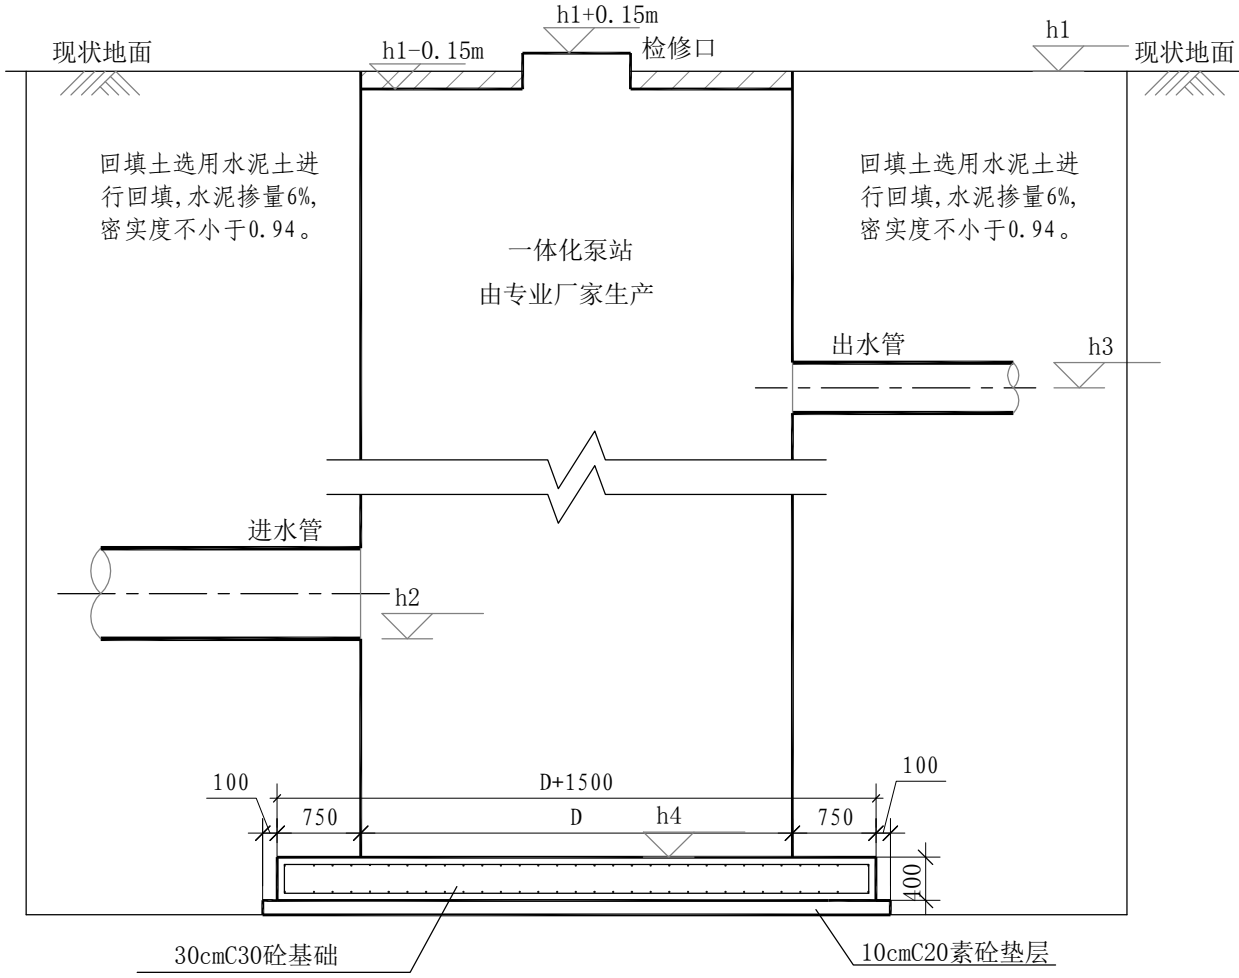 h1+0.15m
h1
现状地面
h1-0.15m
检修口
现状地面
回填土选用水泥土进
行回填,水泥掺量6%,
密实度不小于0.94。
回填土选用水泥土进
行回填,水泥掺量6%,
密实度不小于0.94。
一体化泵站
由专业厂家生产
出水管
h3
进水管
h2
100
D+1500
100
750
D
h4
750
400
30cmC30砼基础
10cmC20素砼垫层